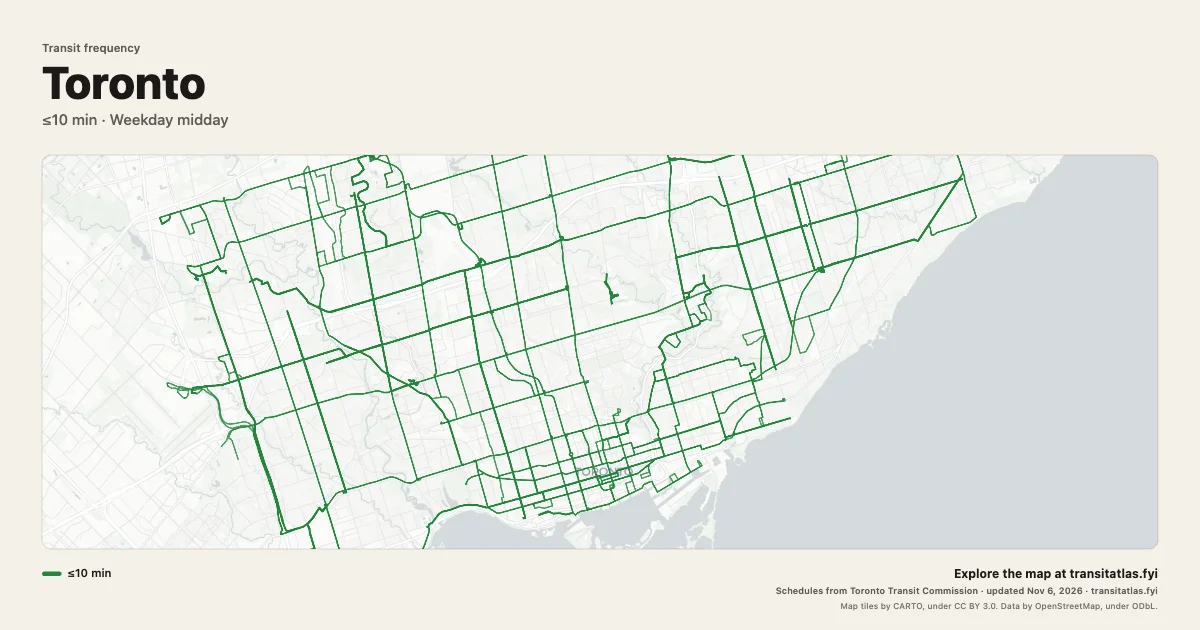 Transit frequency
Toronto
≤10 min · Weekday midday
TORONTO
≤10 min
Explore the map at transitatlas.fyi
Schedules from Toronto Transit Commission · updated Nov 6, 2026 · transitatlas.fyi
Map tiles by CARTO, under CC BY 3.0. Data by OpenStreetMap, under ODbL.